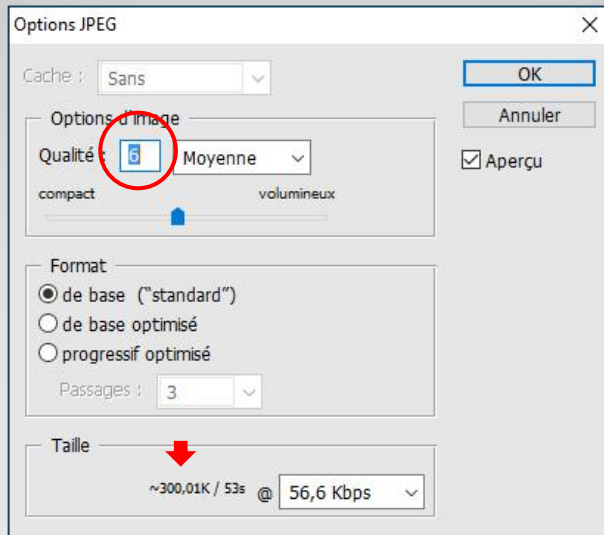 Options JPEG
Cache : Sans
OK
Options d'image
Annuler
Qualité : 6 Moyenne
Aperçu
compact volumineux
Format
de base ("standard")
de base optimisé
progressif optimisé
Passages : 3
Taille
~300,01K / 53s @ 56,6 Kbps